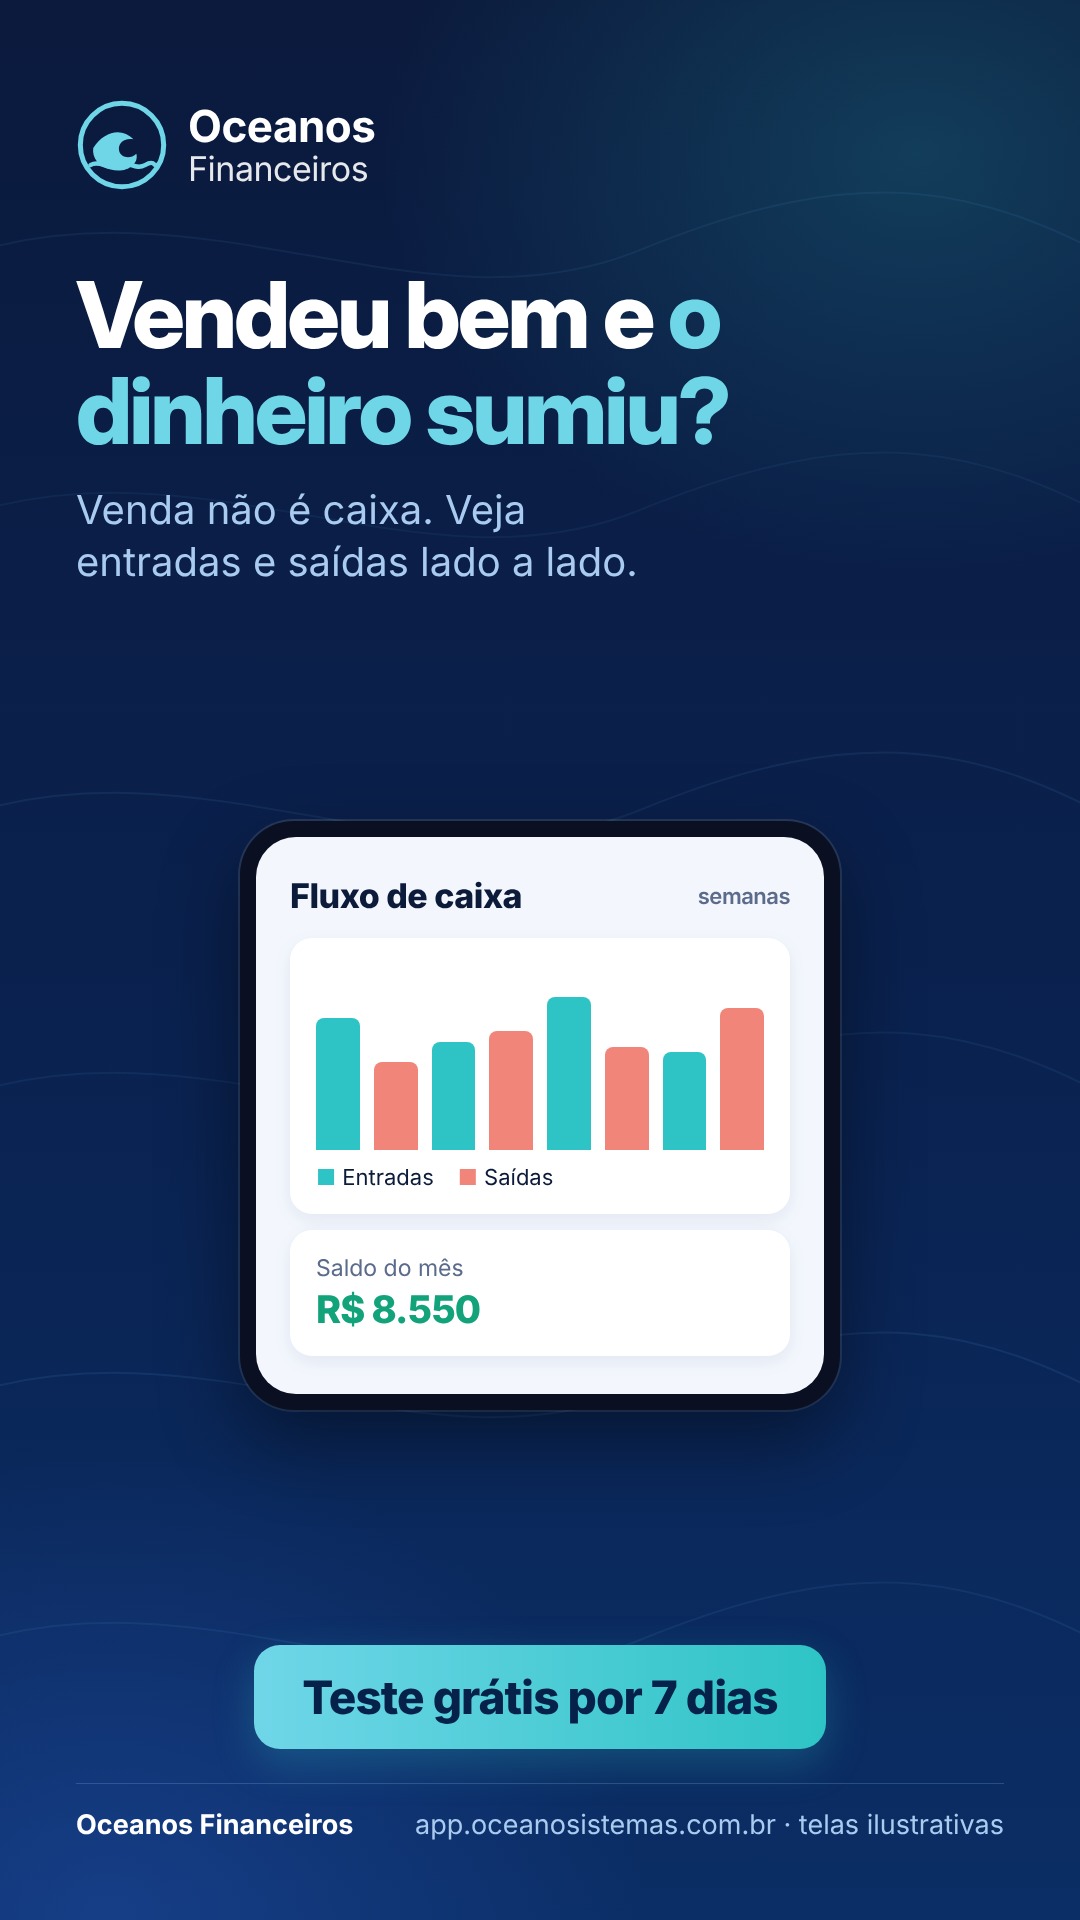 Oceanos
Financeiros
Vendeu bem e o
dinheiro sumiu?
Venda não é caixa. Veja
entradas e saídas lado a lado.
Fluxo de caixa semanas
Entradas Saídas
Saldo do mês
R$ 8.550
Teste grátis por 7 dias
Oceanos Financeiros app.oceanosistemas.com.br · telas ilustrativas